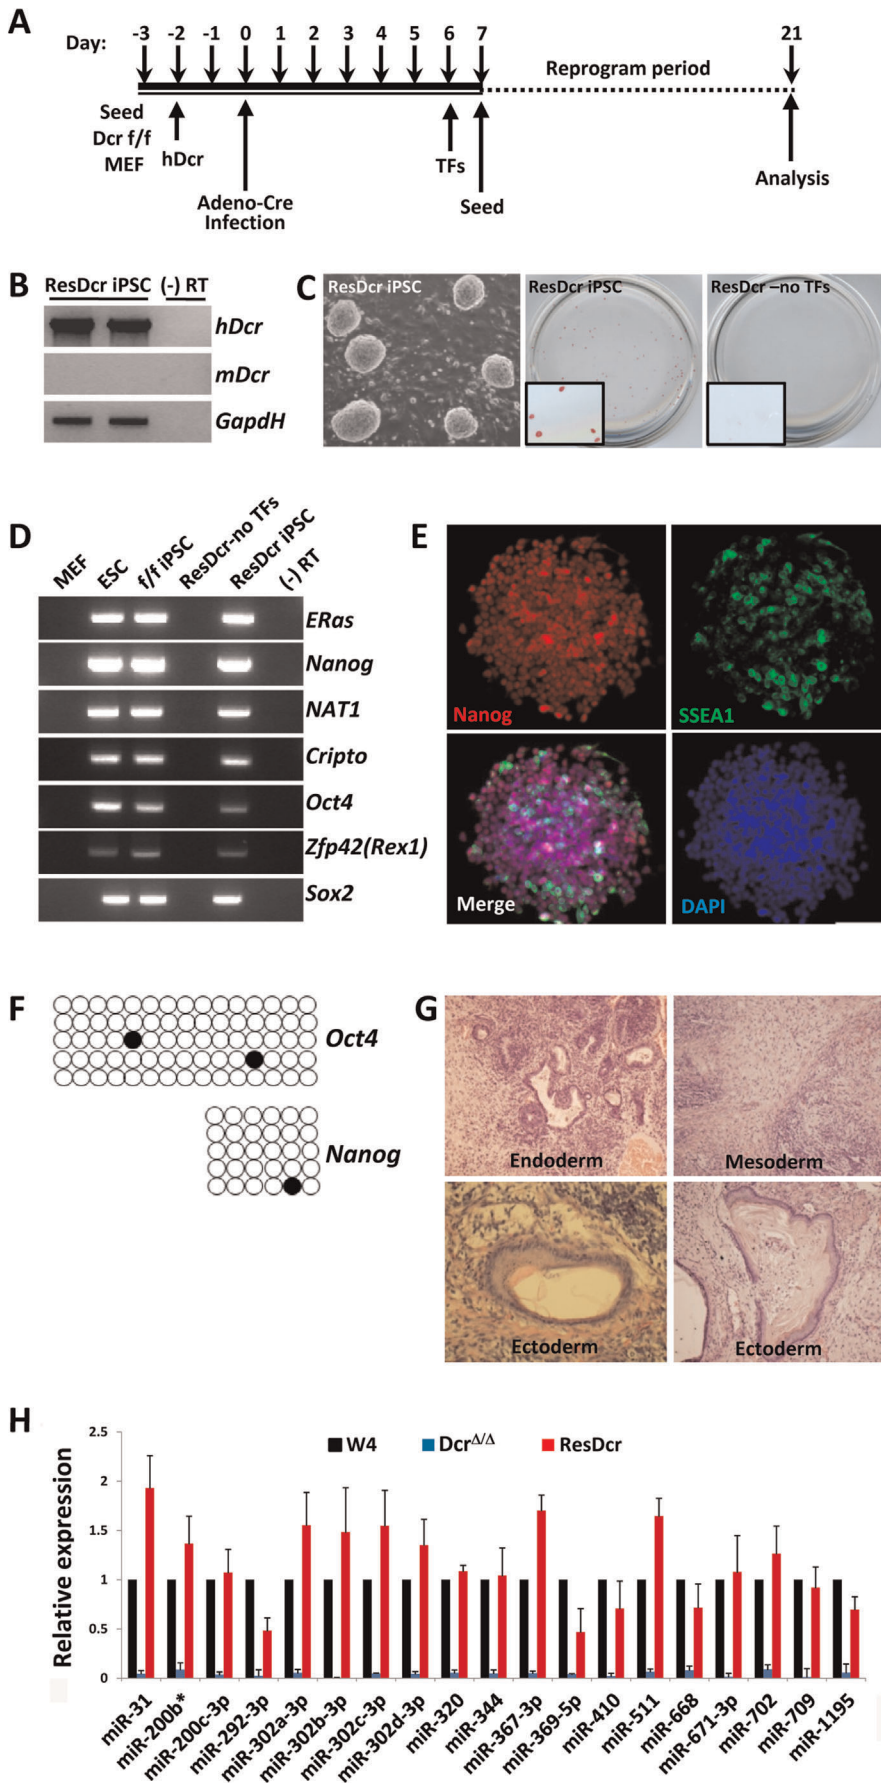 A
Day: -3 -2 -1 0 1 2 3 4 5 6 7 21
Reprogram period
Seed
Dcr f/f
MEF
hDcr
Adeno-Cre
Infection
TFs
Seed
Analysis
B
ResDcr iPSC (-) RT
hDcr
mDcr
GapdH
C
ResDcr iPSC
ResDcr iPSC
ResDcr –no TFs
D
MEF
ESC
f/f iPSC
ResDcr-no TFs
ResDcr iPSC
(-) RT
ERas
Nanog
NAT1
Cripto
Oct4
Zfp42(Rex1)
Sox2
E
Nanog
SSEA1
Merge
DAPI
F
Oct4
Nanog
G
Endoderm
Mesoderm
Ectoderm
Ectoderm
H
Relative expression
2.5
2
1.5
1
0.5
0
W4 DcrΔ/Δ ResDcr
miR-31
miR-200b*
miR-200c-3p
miR-292-3p
miR-302a-3p
miR-302b-3p
miR-302c-3p
miR-302d-3p
miR-320
miR-344
miR-367-3p
miR-369-5p
miR-410
miR-511
miR-668
miR-671-3p
miR-702
miR-709
miR-1195